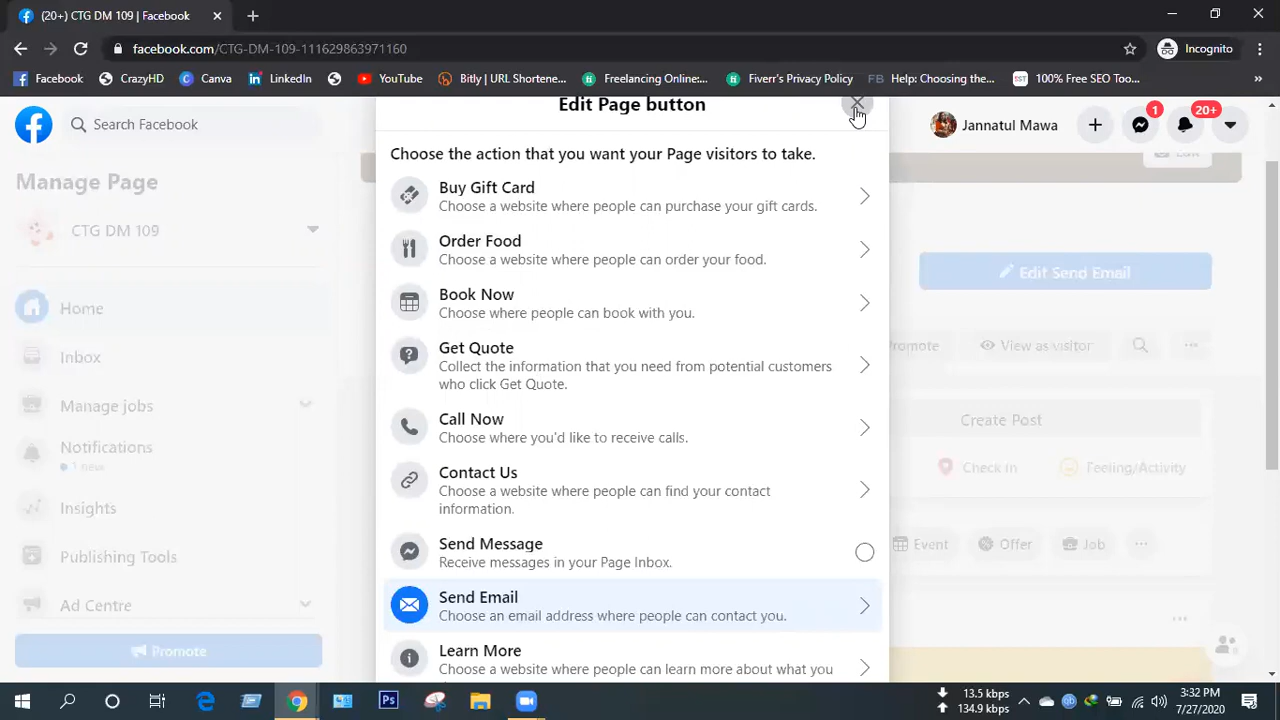 (20+) CTG DM 109 | Facebook
facebook.com/CTG-DM-109-111629863971160
Incognito
Facebook
CrazyHD
Canva
LinkedIn
YouTube
Bitly | URL Shortene...
Freelancing Online:...
Fiverr's Privacy Policy
FB
Help: Choosing the...
SST
100% Free SEO Too...
Search Facebook
Edit Page button
Jannatul Mawa
1
20+
Choose the action that you want your Page visitors to take.
Manage Page
CTG DM 109
Home
Inbox
Manage jobs
Notifications
1 new
Insights
Publishing Tools
Ad Centre
Promote
Buy Gift Card
Choose a website where people can purchase your gift cards.
Order Food
Choose a website where people can order your food.
Book Now
Choose where people can book with you.
Get Quote
Collect the information that you need from potential customers
who click Get Quote.
Call Now
Choose where you'd like to receive calls.
Contact Us
Choose a website where people can find your contact
information.
Send Message
Receive messages in your Page Inbox.
Send Email
Choose an email address where people can contact you.
Learn More
Choose a website where people can learn more about what you
Edit
Edit Send Email
Promote
View as visitor
Create Post
Check in
Feeling/Activity
Event
Offer
Job
Ps
13.5 kbps
134.9 kbps
3:32 PM
7/27/2020